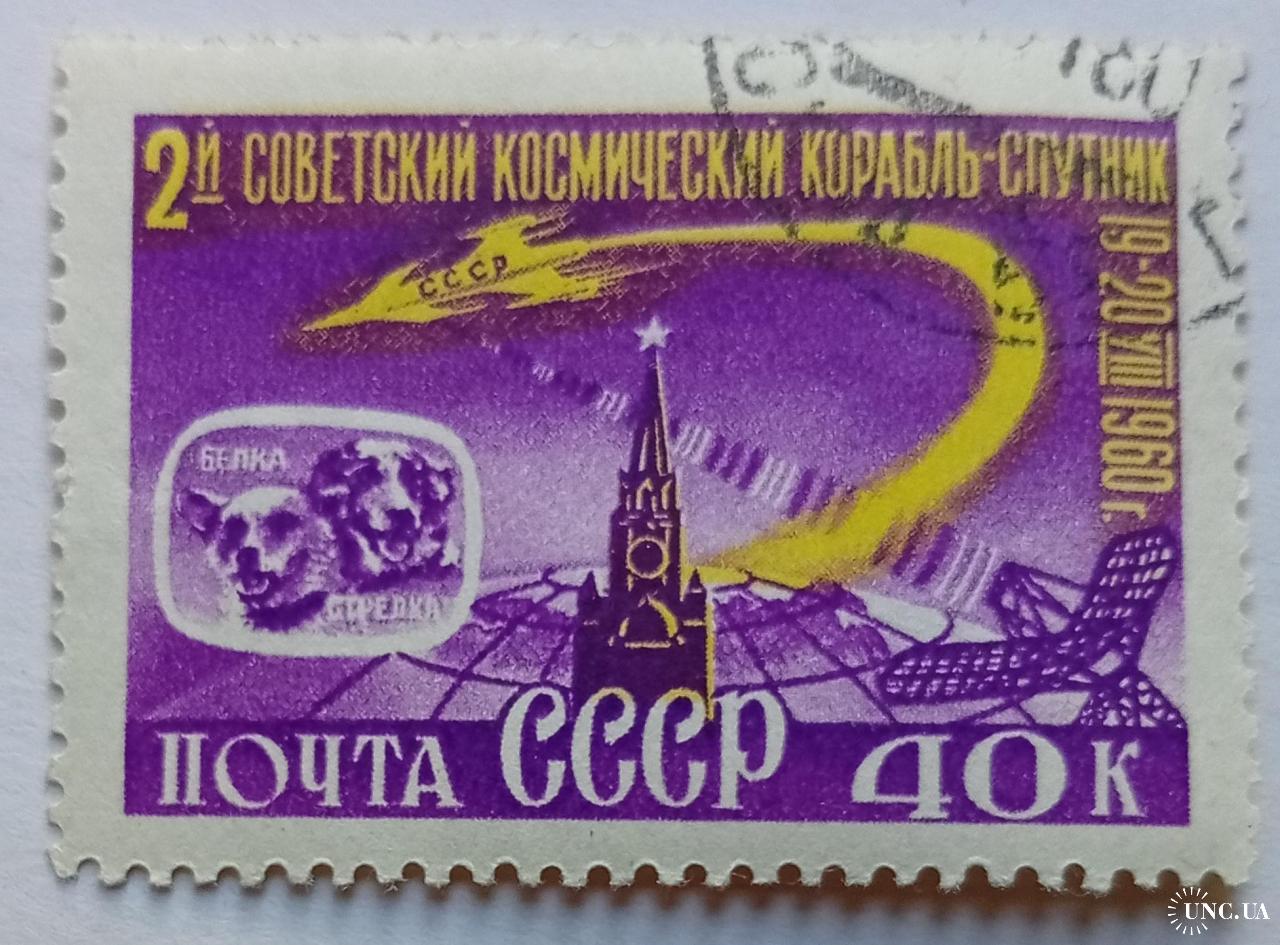 2й СОВЕТСКИЙ КОСМИЧЕСКИЙ КОРАБЛЬ-СПУТНИК
19-20 VIII 1960 г.
СССР
БЕЛКА
СТРЕЛКА
ПОЧТА СССР 40 К
UNC.UA